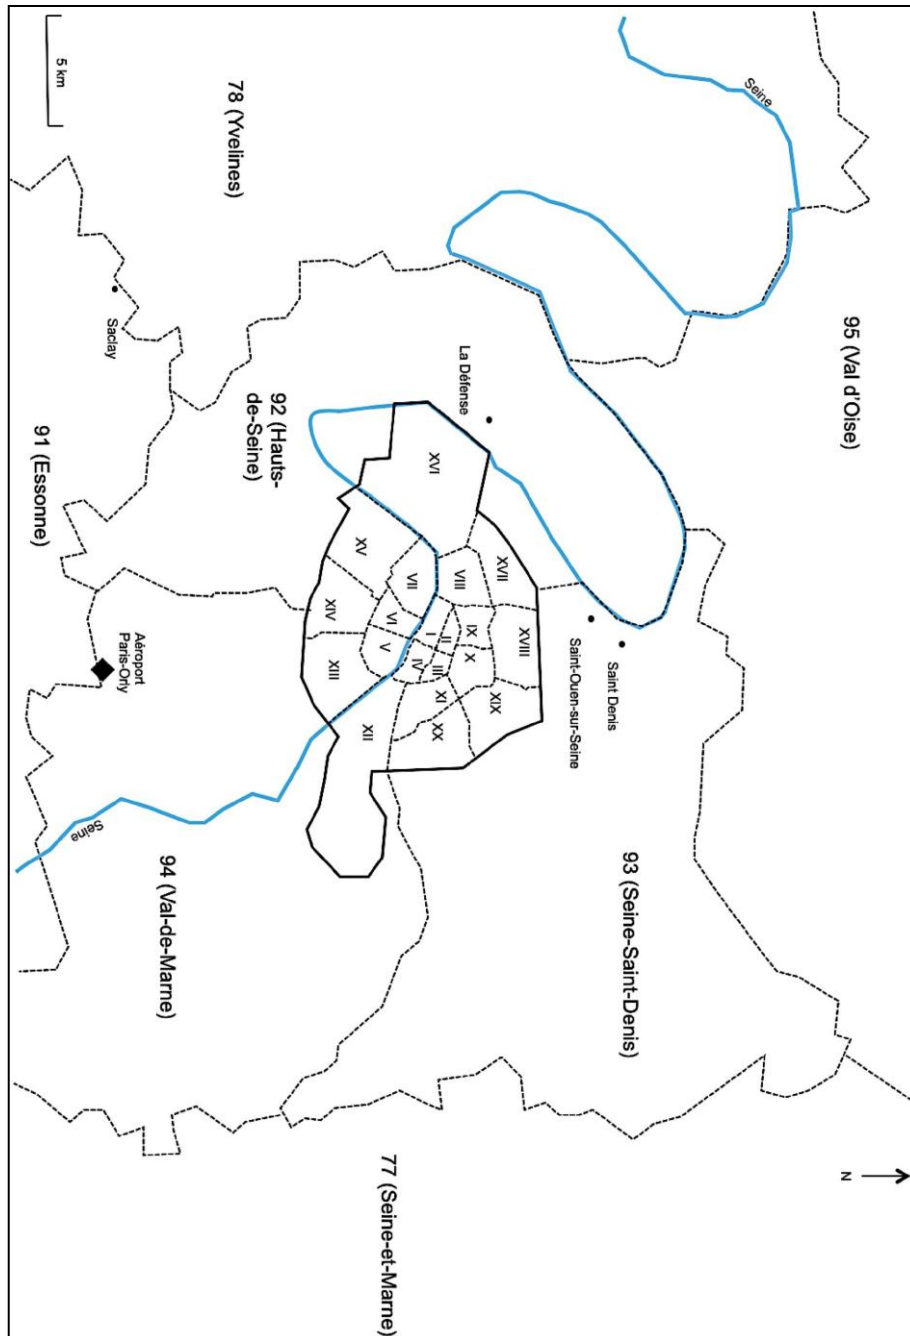 95 (Val d'Oise)
N
Seine
93 (Seine-Saint-Denis)
Saint Denis
Saint-Ouen-sur-Seine
XVIII
XVII
XIX
IX
X
La Défense
VIII
II
III
XI
XX
XVI
I
IV
VII
VI
V
77 (Seine-et-Marne)
XII
XV
XIII
XIV
92 (Hauts-
de-Seine)
78 (Yvelines)
94 (Val-de-Marne)
Aéroport
Paris-Orly
Saclay
Seine
5 km
91 (Essonne)